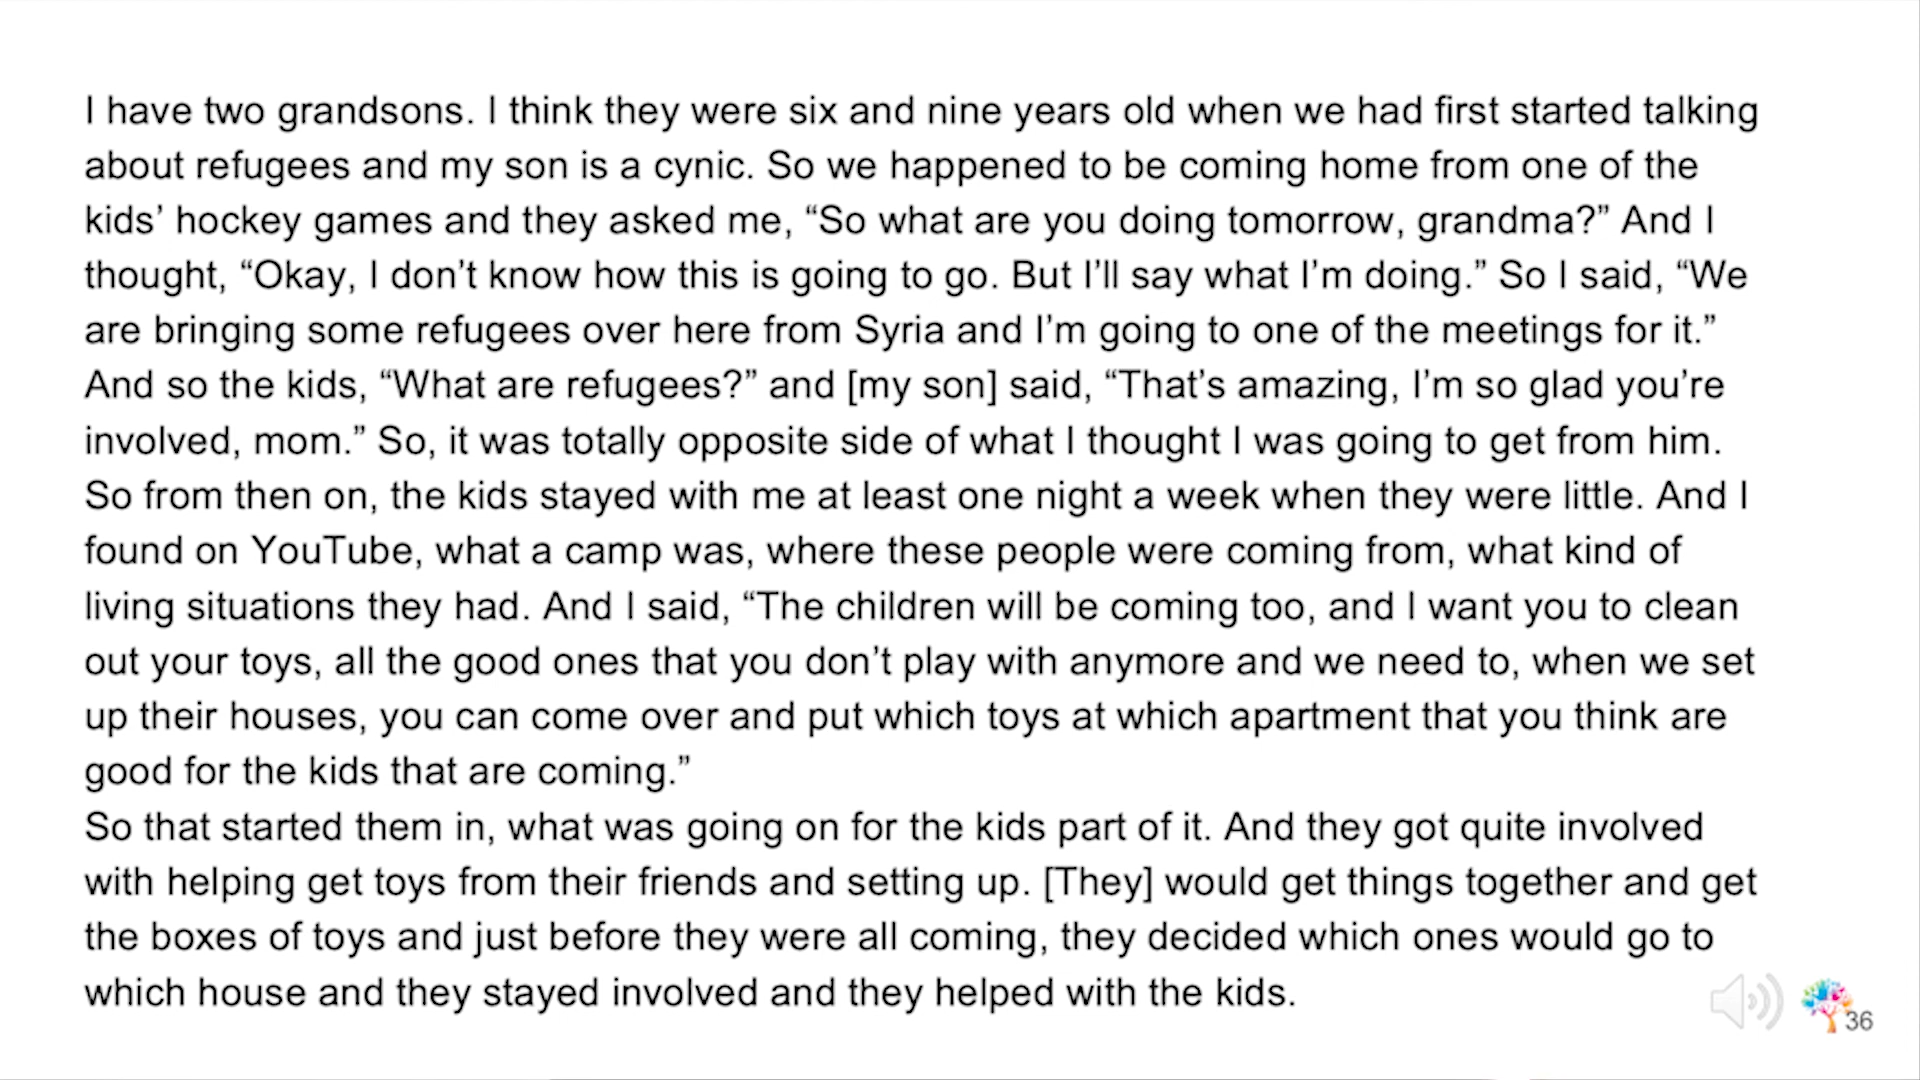 I have two grandsons. I think they were six and nine years old when we had first started talking
about refugees and my son is a cynic. So we happened to be coming home from one of the
kids’ hockey games and they asked me, “So what are you doing tomorrow, grandma?” And I
thought, “Okay, I don’t know how this is going to go. But I’ll say what I’m doing.” So I said, “We
are bringing some refugees over here from Syria and I’m going to one of the meetings for it.”
And so the kids, “What are refugees?” and [my son] said, “That’s amazing, I’m so glad you’re
involved, mom.” So, it was totally opposite side of what I thought I was going to get from him.
So from then on, the kids stayed with me at least one night a week when they were little. And I
found on YouTube, what a camp was, where these people were coming from, what kind of
living situations they had. And I said, “The children will be coming too, and I want you to clean
out your toys, all the good ones that you don’t play with anymore and we need to, when we set
up their houses, you can come over and put which toys at which apartment that you think are
good for the kids that are coming.”
So that started them in, what was going on for the kids part of it. And they got quite involved
with helping get toys from their friends and setting up. [They] would get things together and get
the boxes of toys and just before they were all coming, they decided which ones would go to
which house and they stayed involved and they helped with the kids.
36